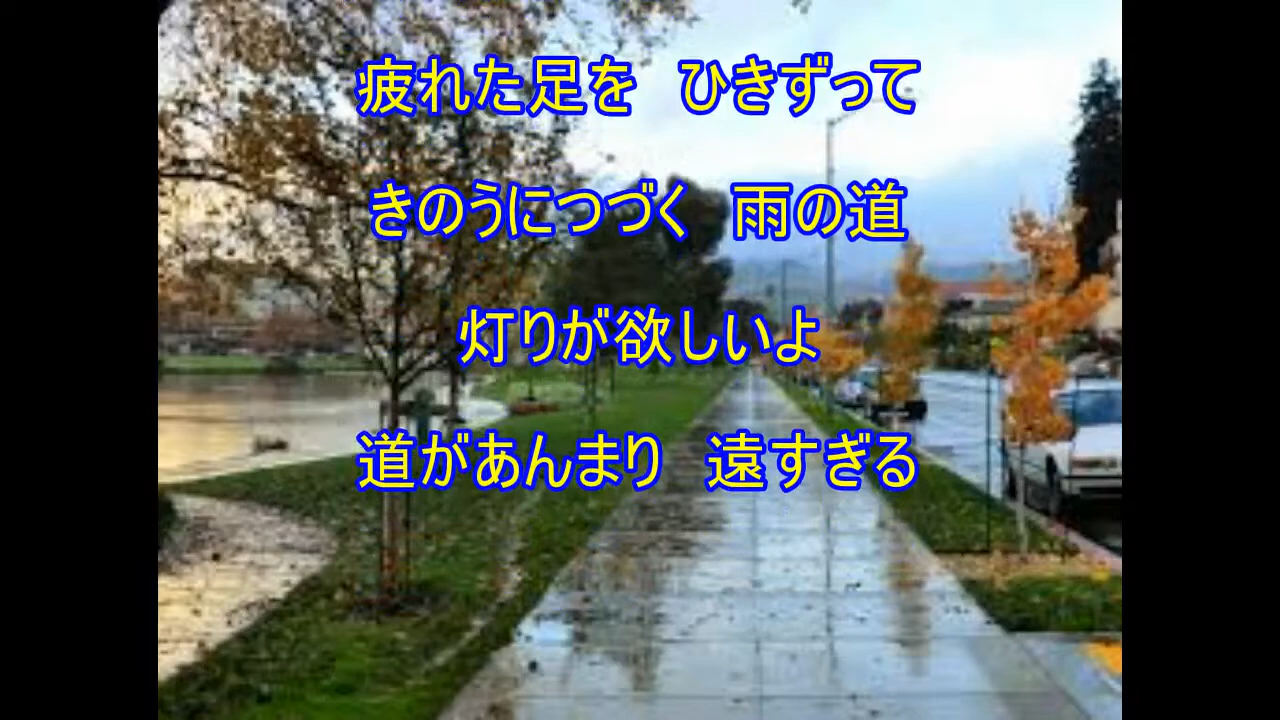 疲れた足を　ひきずって
きのうにつづく　雨の道
灯りが欲しいよ
道があんまり　遠すぎる